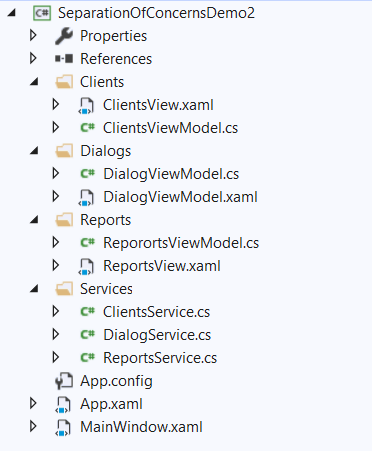 SeparationOfConcernsDemo2
Properties
References
Clients
ClientsView.xaml
C# ClientsViewModel.cs
Dialogs
C# DialogViewModel.cs
DialogViewModel.xaml
Reports
C# ReporortsViewModel.cs
ReportsView.xaml
Services
C# ClientsService.cs
C# DialogService.cs
C# ReportsService.cs
App.config
App.xaml
MainWindow.xaml